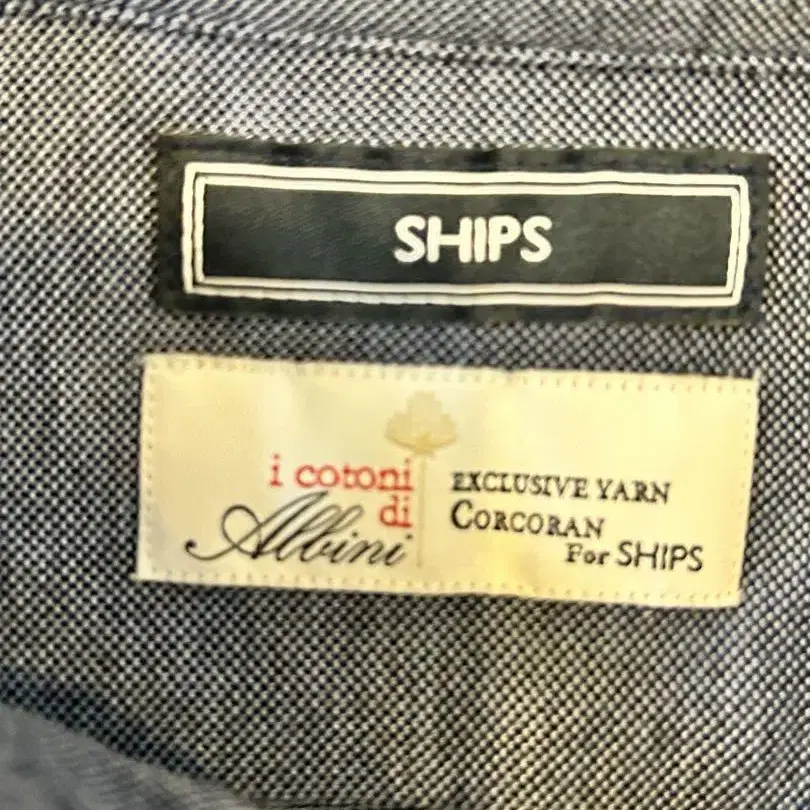 SHIPS
i cotoni
di
Albini
EXCLUSIVE YARN
CORCORAN
For SHIPS